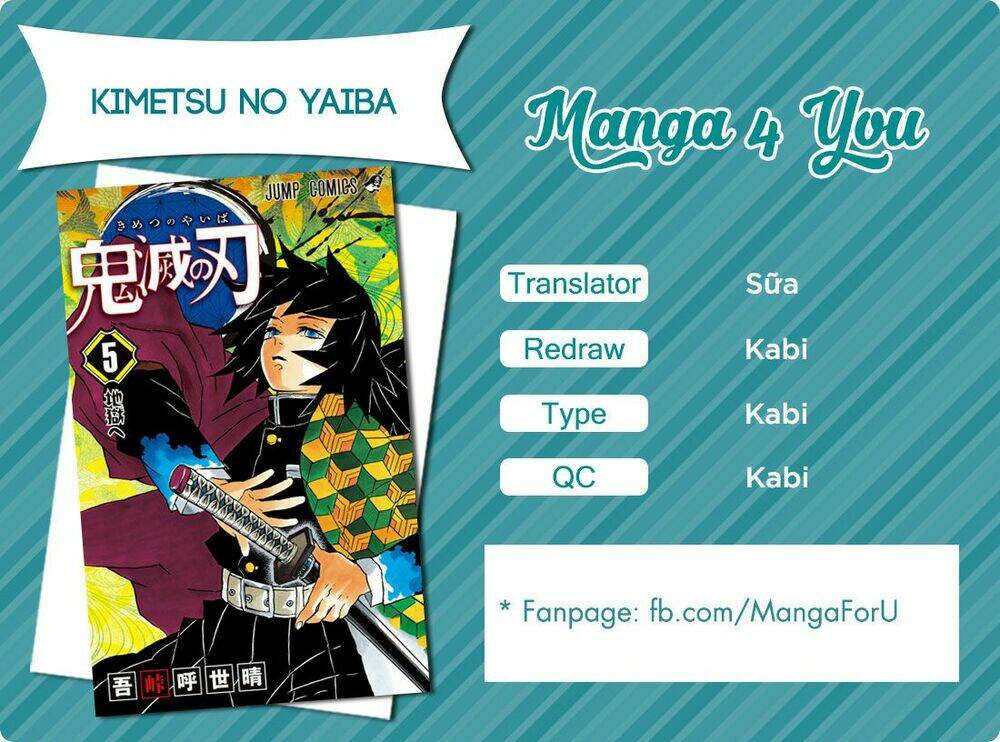 KIMETSU NO YAIBA
Manga 4 You
JUMP COMICS
きめつのやいば
鬼滅の刃
5
地獄へ
吾峠呼世晴
Translator Sữa
Redraw Kabi
Type Kabi
QC Kabi
* Fanpage: fb.com/MangaForU